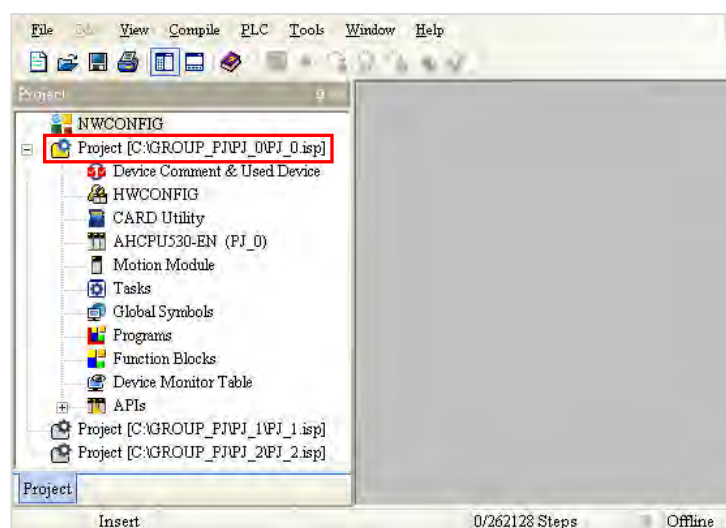 File View Compile PLC Tools Window Help
Project
NWCONFIG
Project [C:\GROUP_PJ\PJ_0\PJ_0.isp]
Device Comment & Used Device
HWCONFIG
CARD Utility
AHCPU530-EN (PJ_0)
Motion Module
Tasks
Global Symbols
Programs
Function Blocks
Device Monitor Table
APIs
Project [C:\GROUP_PJ\PJ_1\PJ_1.isp]
Project [C:\GROUP_PJ\PJ_2\PJ_2.isp]
Project
Insert 0/262128 Steps Offline